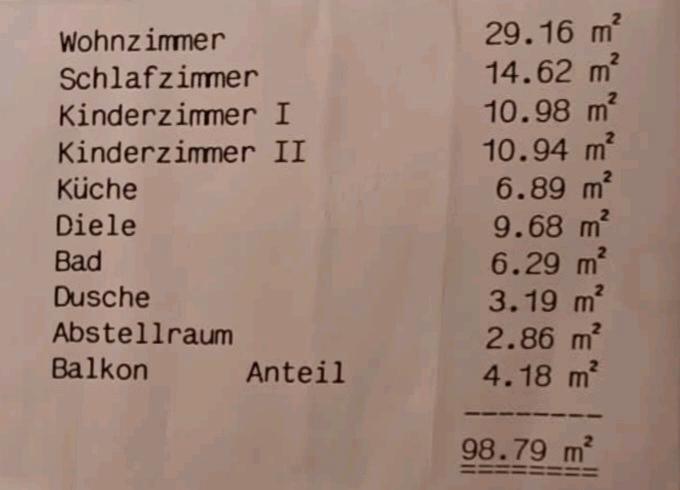 Wohnzimmer 29.16 m²
Schlafzimmer 14.62 m²
Kinderzimmer I 10.98 m²
Kinderzimmer II 10.94 m²
Küche 6.89 m²
Diele 9.68 m²
Bad 6.29 m²
Dusche 3.19 m²
Abstellraum 2.86 m²
Balkon Anteil 4.18 m²
--------
98.79 m²
========